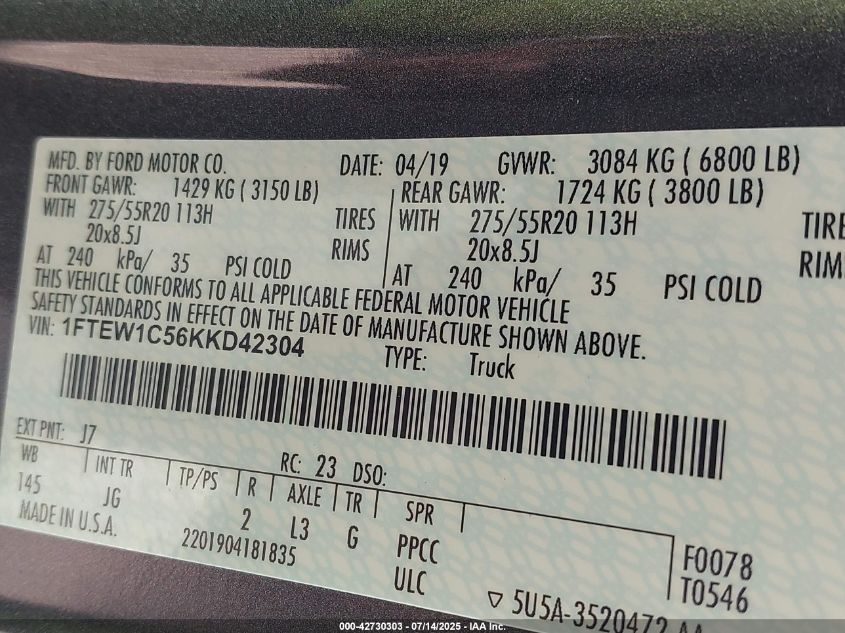 MFD. BY FORD MOTOR CO. DATE: 04/19 GVWR: 3084 KG ( 6800 LB)
FRONT GAWR: 1429 KG ( 3150 LB) REAR GAWR: 1724 KG ( 3800 LB)
WITH 275/55R20 113H TIRES WITH 275/55R20 113H TIRE
20x8.5J RIMS 20x8.5J RIM
AT 240 kPa/ 35 PSI COLD AT 240 kPa/ 35 PSI COLD
THIS VEHICLE CONFORMS TO ALL APPLICABLE FEDERAL MOTOR VEHICLE
SAFETY STANDARDS IN EFFECT ON THE DATE OF MANUFACTURE SHOWN ABOVE.
VIN: 1FTEW1C56KKD42304 TYPE: Truck
EXT PNT: J7 RC: 23 DSO:
WB INT TR TP/PS R AXLE TR SPR
145 JG 2 L3 G PPCC F0078
MADE IN U.S.A. 2201904181835 ULC T0546
▽ 5U5A-3520472
000-42730303 - 07/14/2025 - IAA Inc.